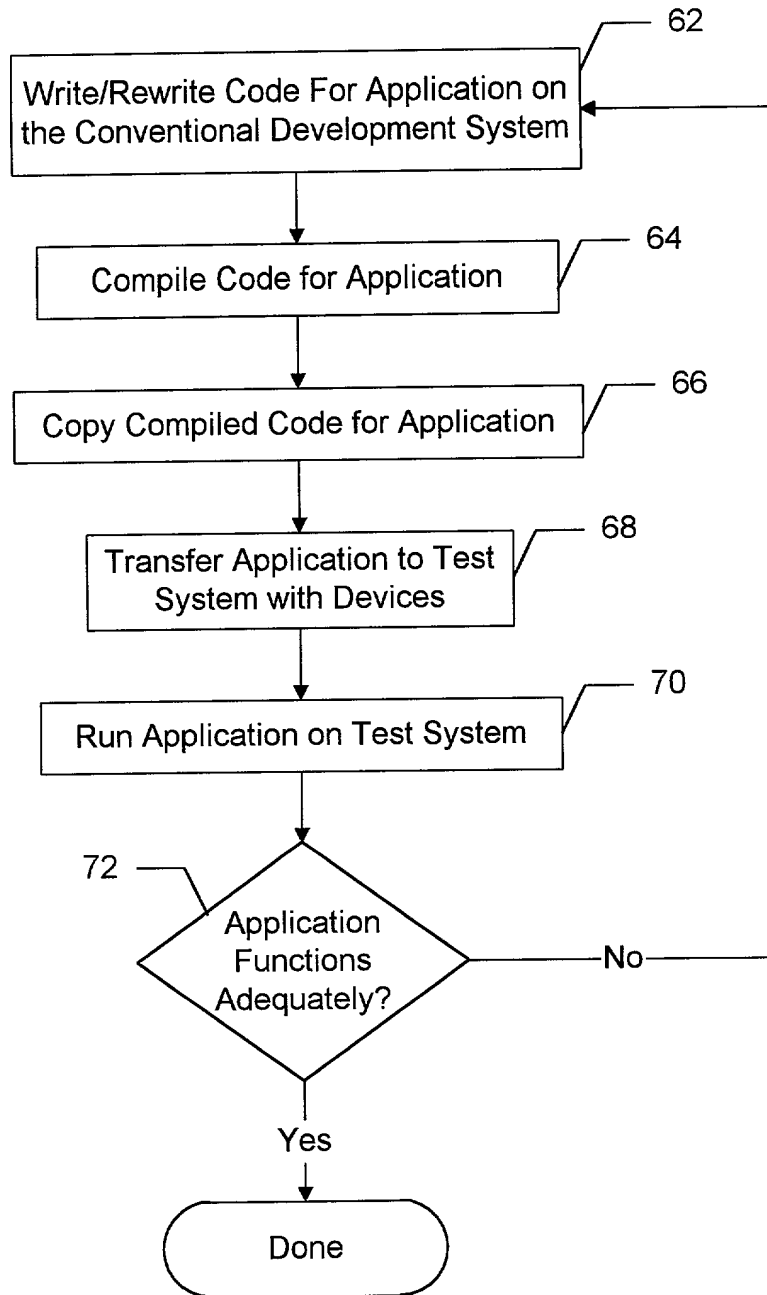 62
Write/Rewrite Code For Application on
the Conventional Development System
64
Compile Code for Application
66
Copy Compiled Code for Application
68
Transfer Application to Test
System with Devices
70
Run Application on Test System
72
Application
Functions
Adequately?
No
Yes
Done